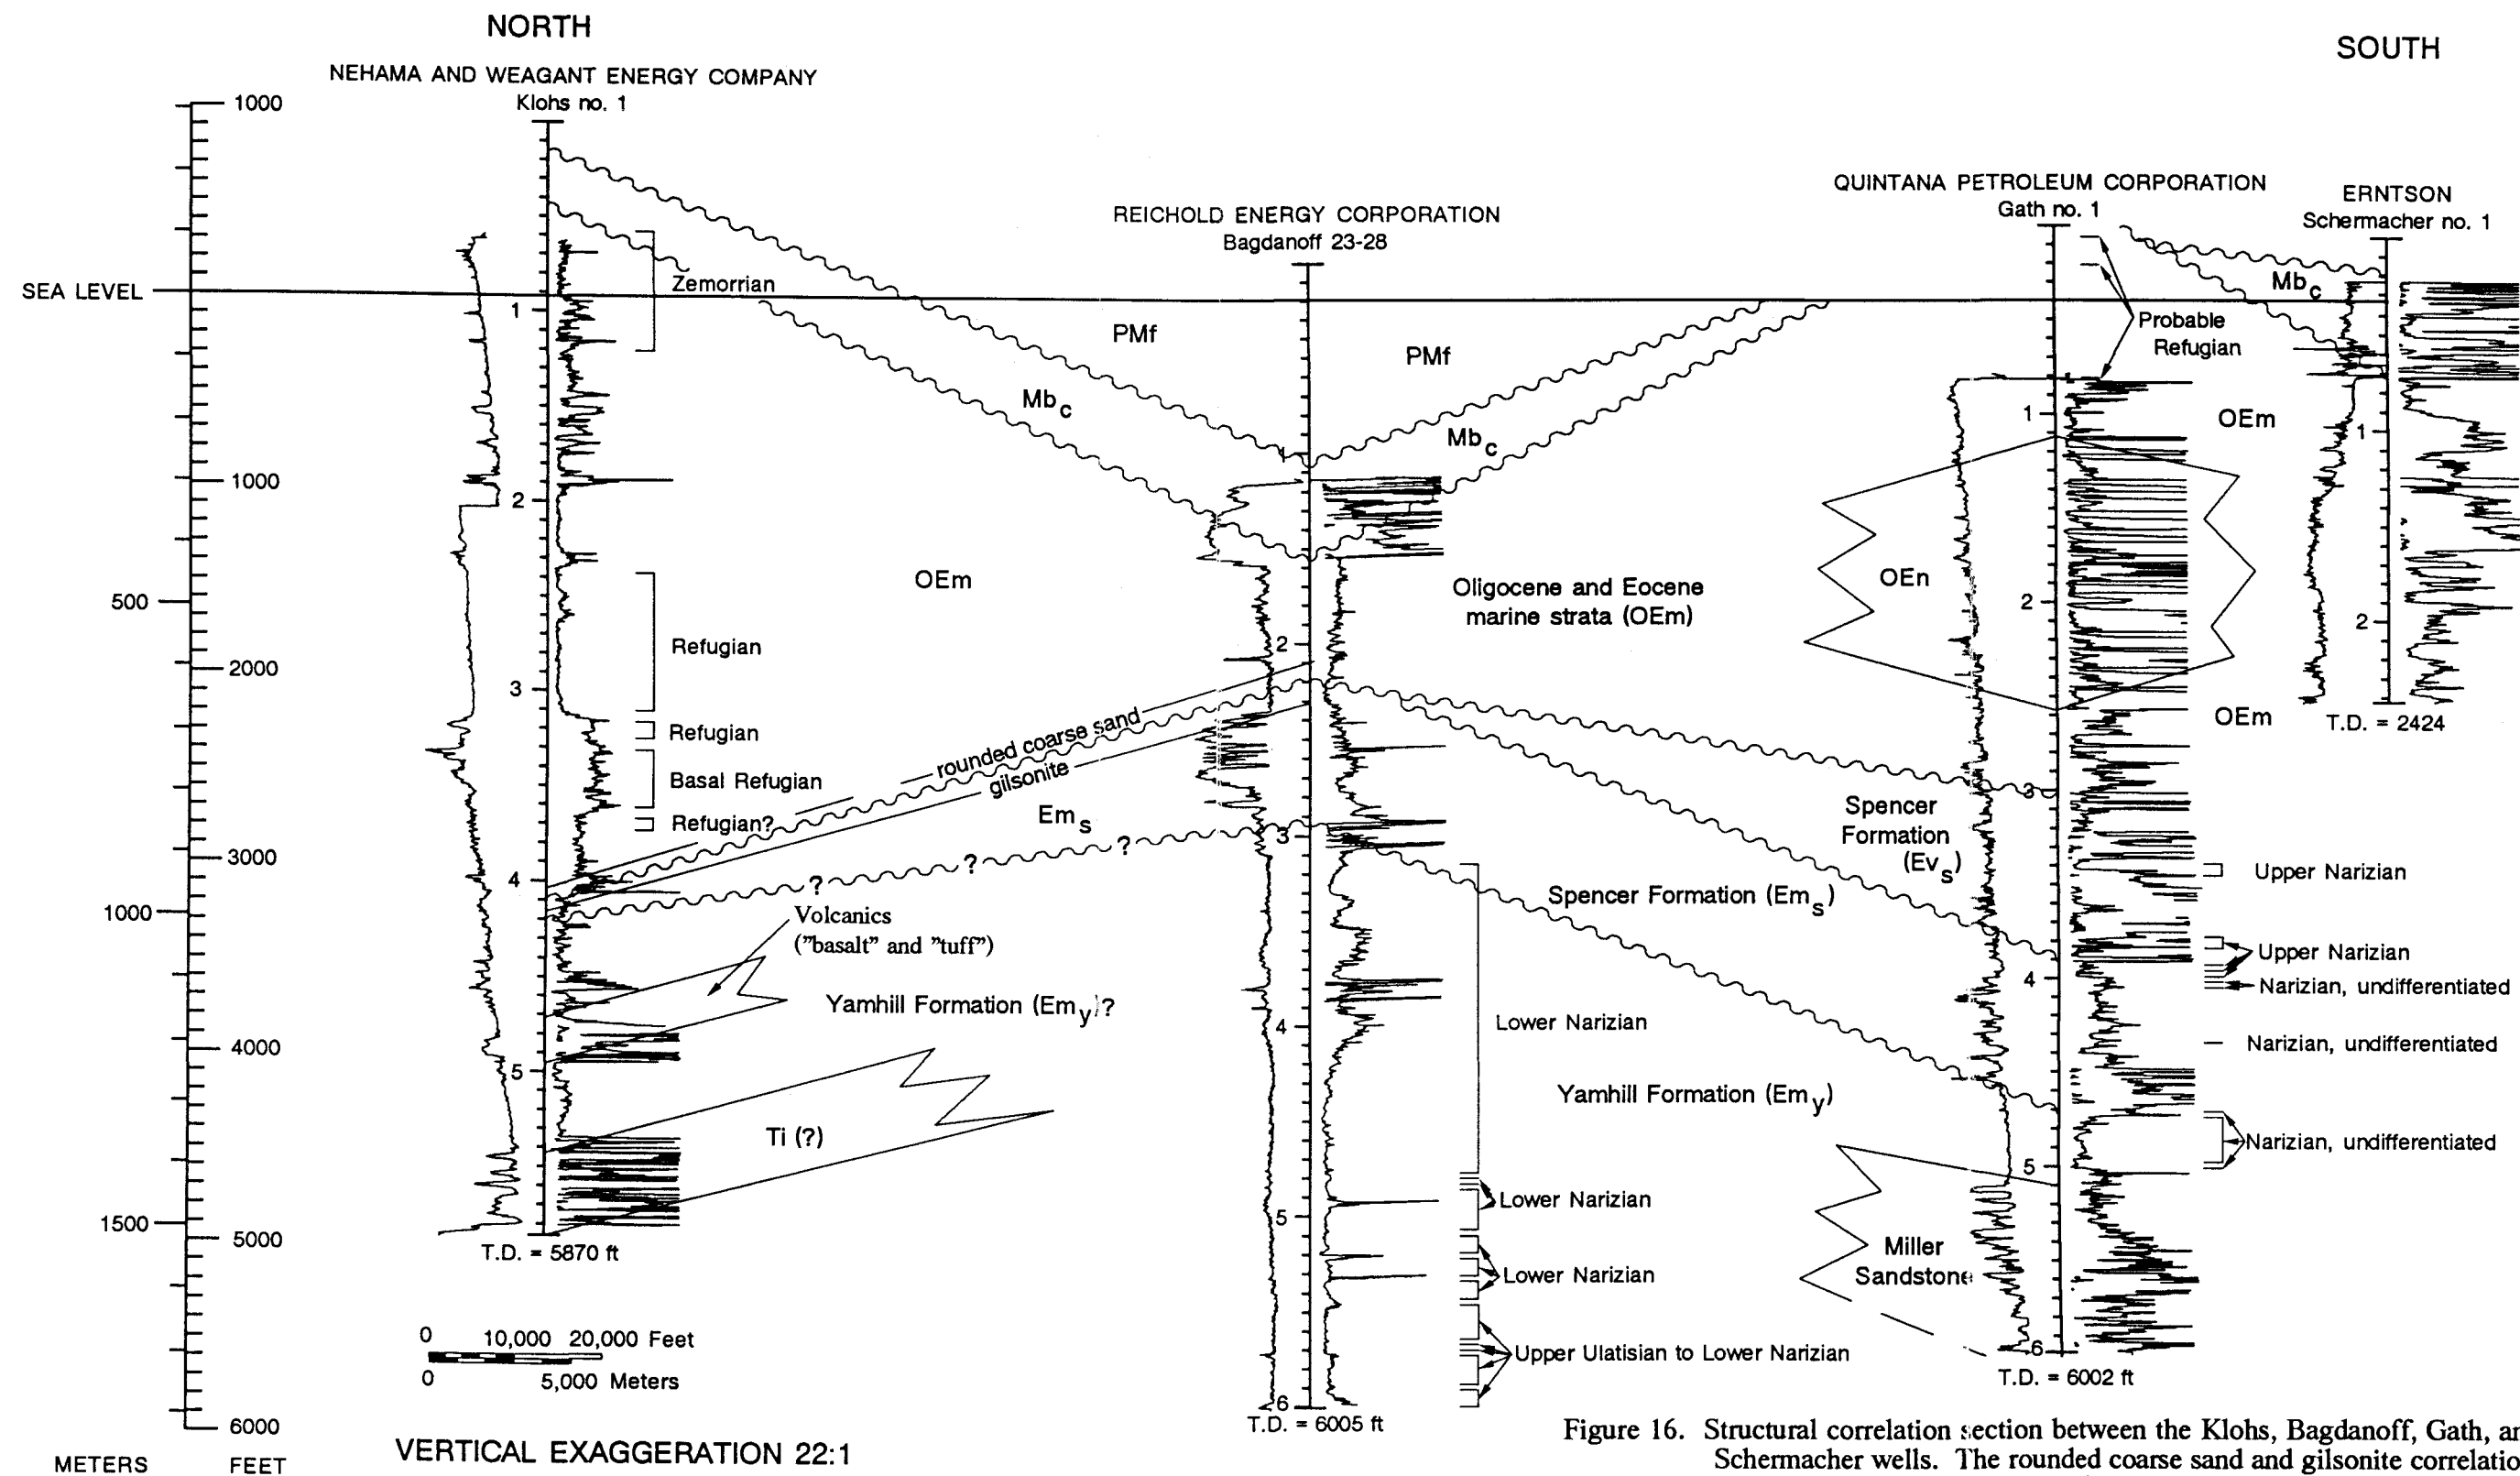 NORTH
SOUTH
NEHAMA AND WEAGANT ENERGY COMPANY
Klohs no. 1
REICHOLD ENERGY CORPORATION
Bagdanoff 23-28
QUINTANA PETROLEUM CORPORATION
Gath no. 1
ERNTSON
Schermacher no. 1
1000
SEA LEVEL
1000
500
2000
3000
1000
4000
1500
5000
6000
METERS
FEET
1
2
3
4
5
Zemorrian
Refugian
Refugian
Basal Refugian
Refugian?
Volcanics
("basalt" and "tuff")
Yamhill Formation (Em y)?
Ti (?)
T.D. = 5870 ft
0 10,000 20,000 Feet
0 5,000 Meters
VERTICAL EXAGGERATION 22:1
PMf
Mb c
OEm
rounded coarse sand
gilsonite
Em s
? ? ?
1
2
3
4
5
6
T.D. = 6005 ft
PMf
Mb c
Oligocene and Eocene
marine strata (OEm)
OEn
Spencer
Formation
(Ev s)
Spencer Formation (Em s)
Lower Narizian
Yamhill Formation (Em y)
Lower Narizian
Lower Narizian
Upper Ulatisian to Lower Narizian
Miller
Sandstone
1
2
3
4
5
6
T.D. = 6002 ft
Probable
Refugian
Mb c
OEm
OEm
1
2
T.D. = 2424
Upper Narizian
Upper Narizian
Narizian, undifferentiated
Narizian, undifferentiated
Narizian, undifferentiated
Figure 16. Structural correlation section between the Klohs, Bagdanoff, Gath, an
Schermacher wells. The rounded coarse sand and gilsonite correlatio